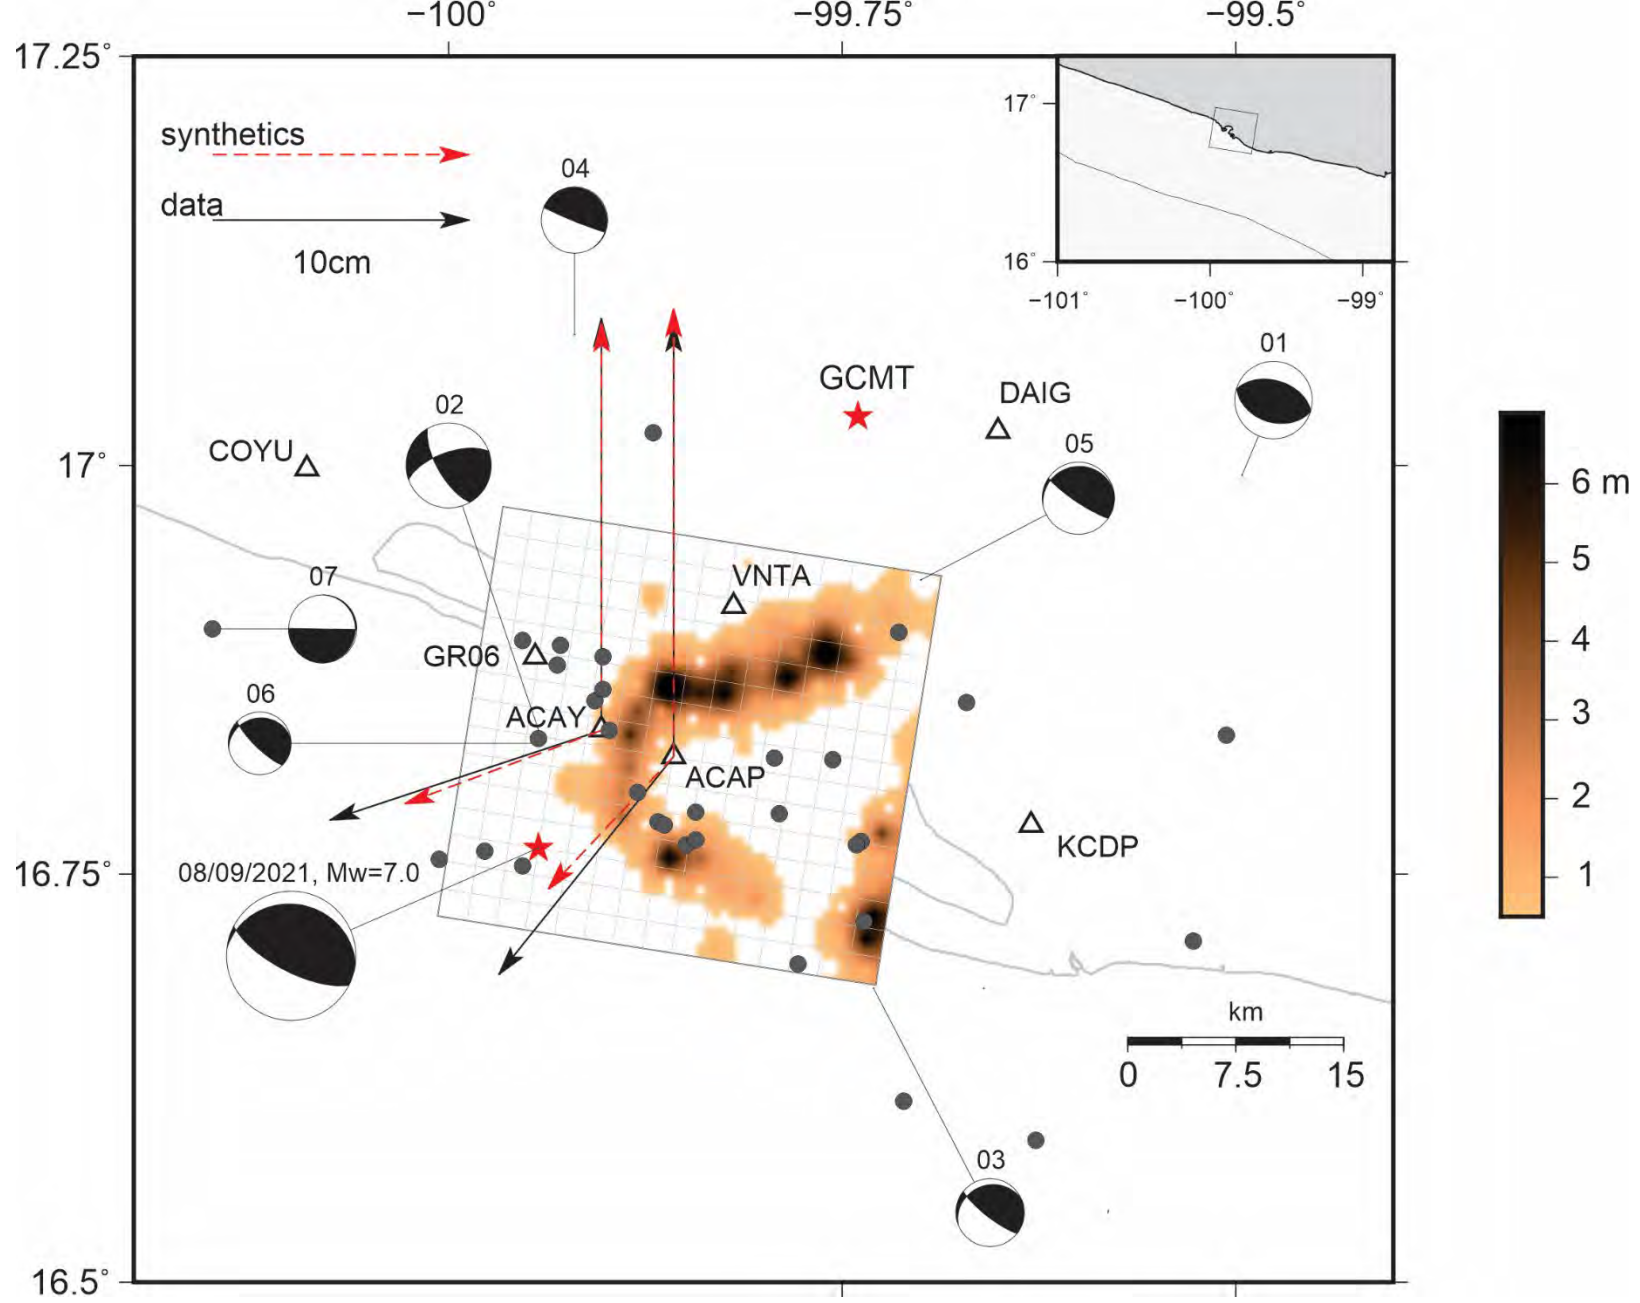 −100˚
−99.75˚
−99.5˚
17.25˚
17˚
16.75˚
16.5˚
synthetics
data
10cm
04
17˚
16˚
−101˚
−100˚
−99˚
01
GCMT
DAIG
02
COYU
05
VNTA
07
GR06
06
ACAY
ACAP
KCDP
08/09/2021, Mw=7.0
km
0
7.5
15
03
6 m
5
4
3
2
1